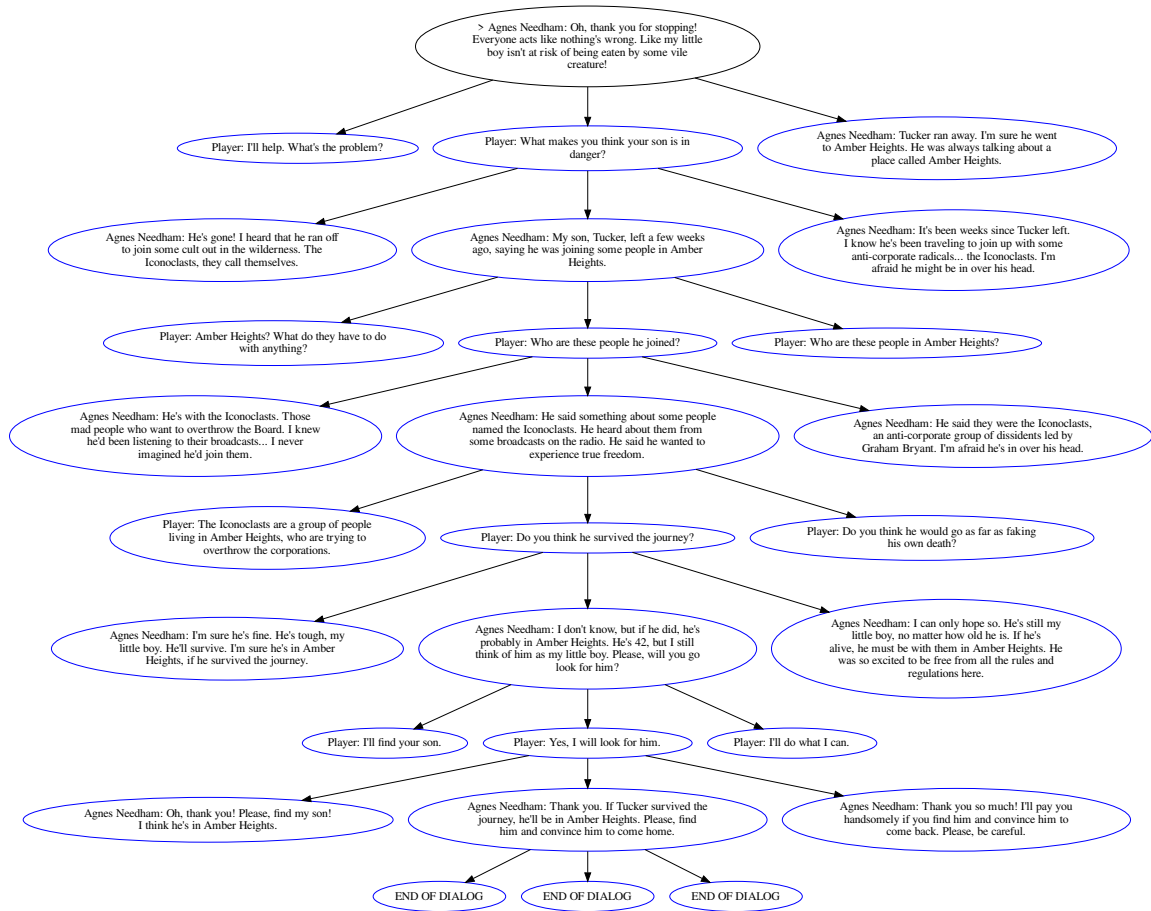 > Agnes Needham: Oh, thank you for stopping!
Everyone acts like nothing's wrong. Like my little
boy isn't at risk of being eaten by some vile
creature!
Player: I'll help. What's the problem?
Player: What makes you think your son is in
danger?
Agnes Needham: Tucker ran away. I'm sure he went
to Amber Heights. He was always talking about a
place called Amber Heights.
Agnes Needham: He's gone! I heard that he ran off
to join some cult out in the wilderness. The
Iconoclasts, they call themselves.
Agnes Needham: My son, Tucker, left a few weeks
ago, saying he was joining some people in Amber
Heights.
Agnes Needham: It's been weeks since Tucker left.
I know he's been traveling to join up with some
anti-corporate radicals... the Iconoclasts. I'm
afraid he might be in over his head.
Player: Amber Heights? What do they have to do
with anything?
Player: Who are these people he joined?
Player: Who are these people in Amber Heights?
Agnes Needham: He's with the Iconoclasts. Those
mad people who want to overthrow the Board. I knew
he'd been listening to their broadcasts... I never
imagined he'd join them.
Agnes Needham: He said something about some people
named the Iconoclasts. He heard about them from
some broadcasts on the radio. He said he wanted to
experience true freedom.
Agnes Needham: He said they were the Iconoclasts,
an anti-corporate group of dissidents led by
Graham Bryant. I'm afraid he's in over his head.
Player: The Iconoclasts are a group of people
living in Amber Heights, who are trying to
overthrow the corporations.
Player: Do you think he survived the journey?
Player: Do you think he would go as far as faking
his own death?
Agnes Needham: I'm sure he's fine. He's tough, my
little boy. He'll survive. I'm sure he's in Amber
Heights, if he survived the journey.
Agnes Needham: I don't know, but if he did, he's
probably in Amber Heights. He's 42, but I still
think of him as my little boy. Please, will you go
look for him?
Agnes Needham: I can only hope so. He's still my
little boy, no matter how old he is. If he's
alive, he must be with them in Amber Heights. He
was so excited to be free from all the rules and
regulations here.
Player: I'll find your son.
Player: Yes, I will look for him.
Player: I'll do what I can.
Agnes Needham: Oh, thank you! Please, find my son!
I think he's in Amber Heights.
Agnes Needham: Thank you. If Tucker survived the
journey, he'll be in Amber Heights. Please, find
him and convince him to come home.
Agnes Needham: Thank you so much! I'll pay you
handsomely if you find him and convince him to
come back. Please, be careful.
END OF DIALOG
END OF DIALOG
END OF DIALOG